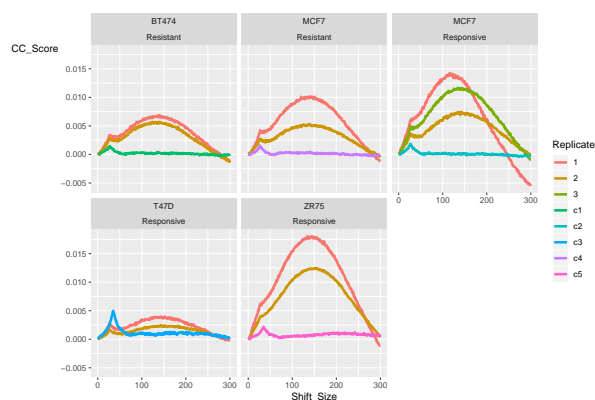 BT474
Resistant
MCF7
Resistant
MCF7
Responsive
CC_Score
0.015
0.010
0.005
0.000
−0.005
0 100 200 300
T47D
Responsive
ZR75
Responsive
0.015
0.010
0.005
0.000
−0.005
0 100 200 300
0 100 200 300
Shift_Size
Replicate
1
2
3
c1
c2
c3
c4
c5